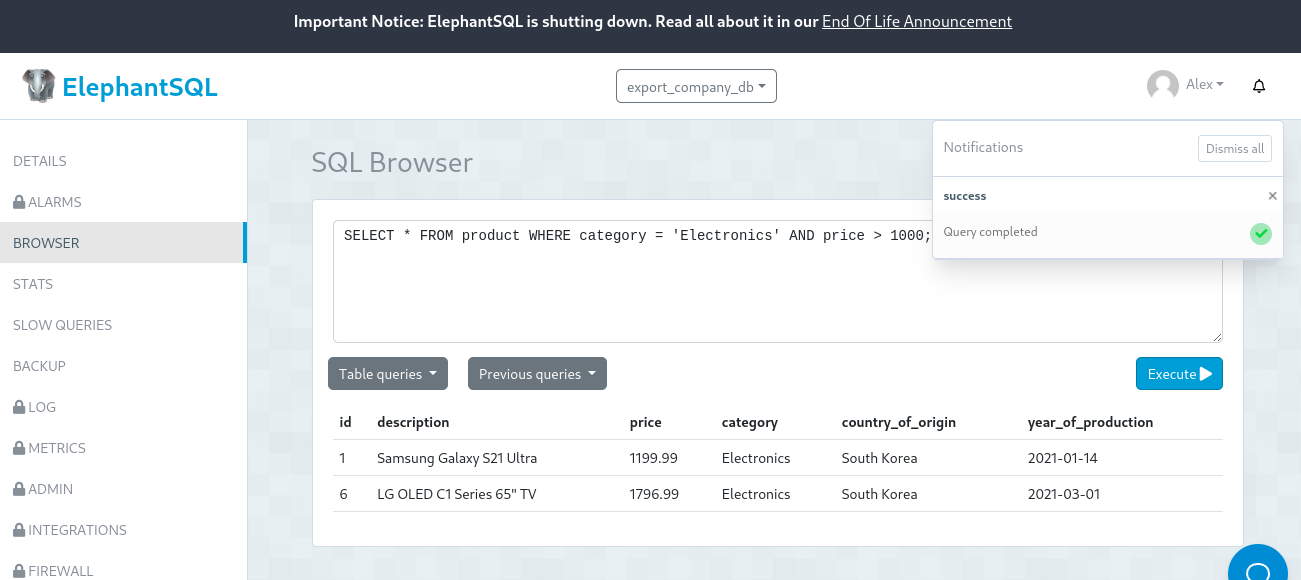 Important Notice: ElephantSQL is shutting down. Read all about it in our End Of Life Announcement
ElephantSQL
export_company_db
Alex
DETAILS
ALARMS
BROWSER
STATS
SLOW QUERIES
BACKUP
LOG
METRICS
ADMIN
INTEGRATIONS
FIREWALL
SQL Browser
Notifications
Dismiss all
success
×
Query completed
SELECT * FROM product WHERE category = 'Electronics' AND price > 1000;
Table queries
Previous queries
Execute
id description price category country_of_origin year_of_production
1 Samsung Galaxy S21 Ultra 1199.99 Electronics South Korea 2021-01-14
6 LG OLED C1 Series 65" TV 1796.99 Electronics South Korea 2021-03-01